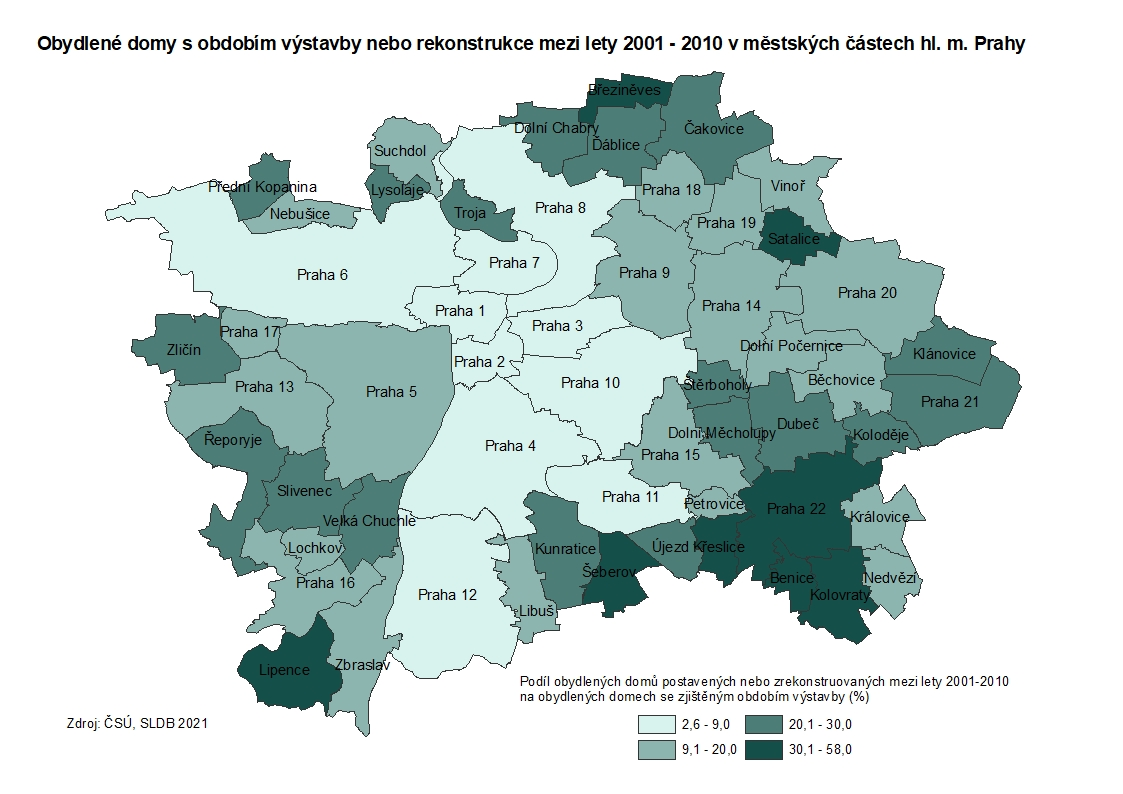 Obydlené domy s obdobím výstavby nebo rekonstrukce mezi lety 2001 - 2010 v městských částech hl. m. Prahy
Březiněves
Dolní Chabry
Čakovice
Ďáblice
Suchdol
Přední Kopanina
Lysolaje
Praha 18
Vinoř
Nebušice
Troja
Praha 8
Praha 19
Satalice
Praha 7
Praha 6
Praha 9
Praha 20
Praha 1
Praha 14
Praha 3
Praha 17
Zličín
Dolní Počernice
Klánovice
Praha 2
Praha 13
Praha 5
Praha 10
Štěrboholy
Běchovice
Praha 21
Řeporyje
Praha 4
Dolní Měcholupy
Dubeč
Koloděje
Praha 15
Slivenec
Praha 11
Petrovice
Praha 22
Královice
Velká Chuchle
Lochkov
Kunratice
Újezd
Křeslice
Šeberov
Praha 16
Praha 12
Benice
Nedvězí
Kolovraty
Libuš
Lipence
Zbraslav
Podíl obydlených domů postavených nebo zrekonstruovaných mezi lety 2001-2010
na obydlených domech se zjištěným obdobím výstavby (%)
2,6 - 9,0
20,1 - 30,0
9,1 - 20,0
30,1 - 58,0
Zdroj: ČSÚ, SLDB 2021